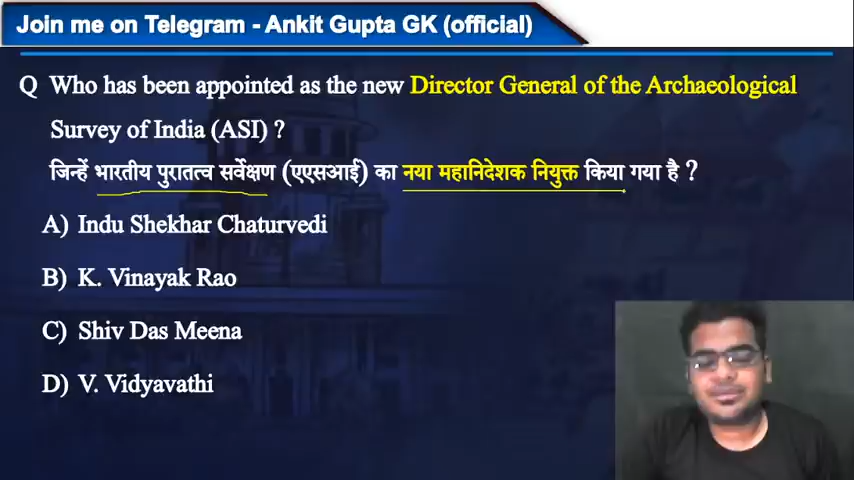 Join me on Telegram - Ankit Gupta GK (official)
Q Who has been appointed as the new Director General of the Archaeological
Survey of India (ASI) ?
जिन्हें भारतीय पुरातत्व सर्वेक्षण (एएसआई) का नया महानिदेशक नियुक्त किया गया है ?
A) Indu Shekhar Chaturvedi
B) K. Vinayak Rao
C) Shiv Das Meena
D) V. Vidyavathi